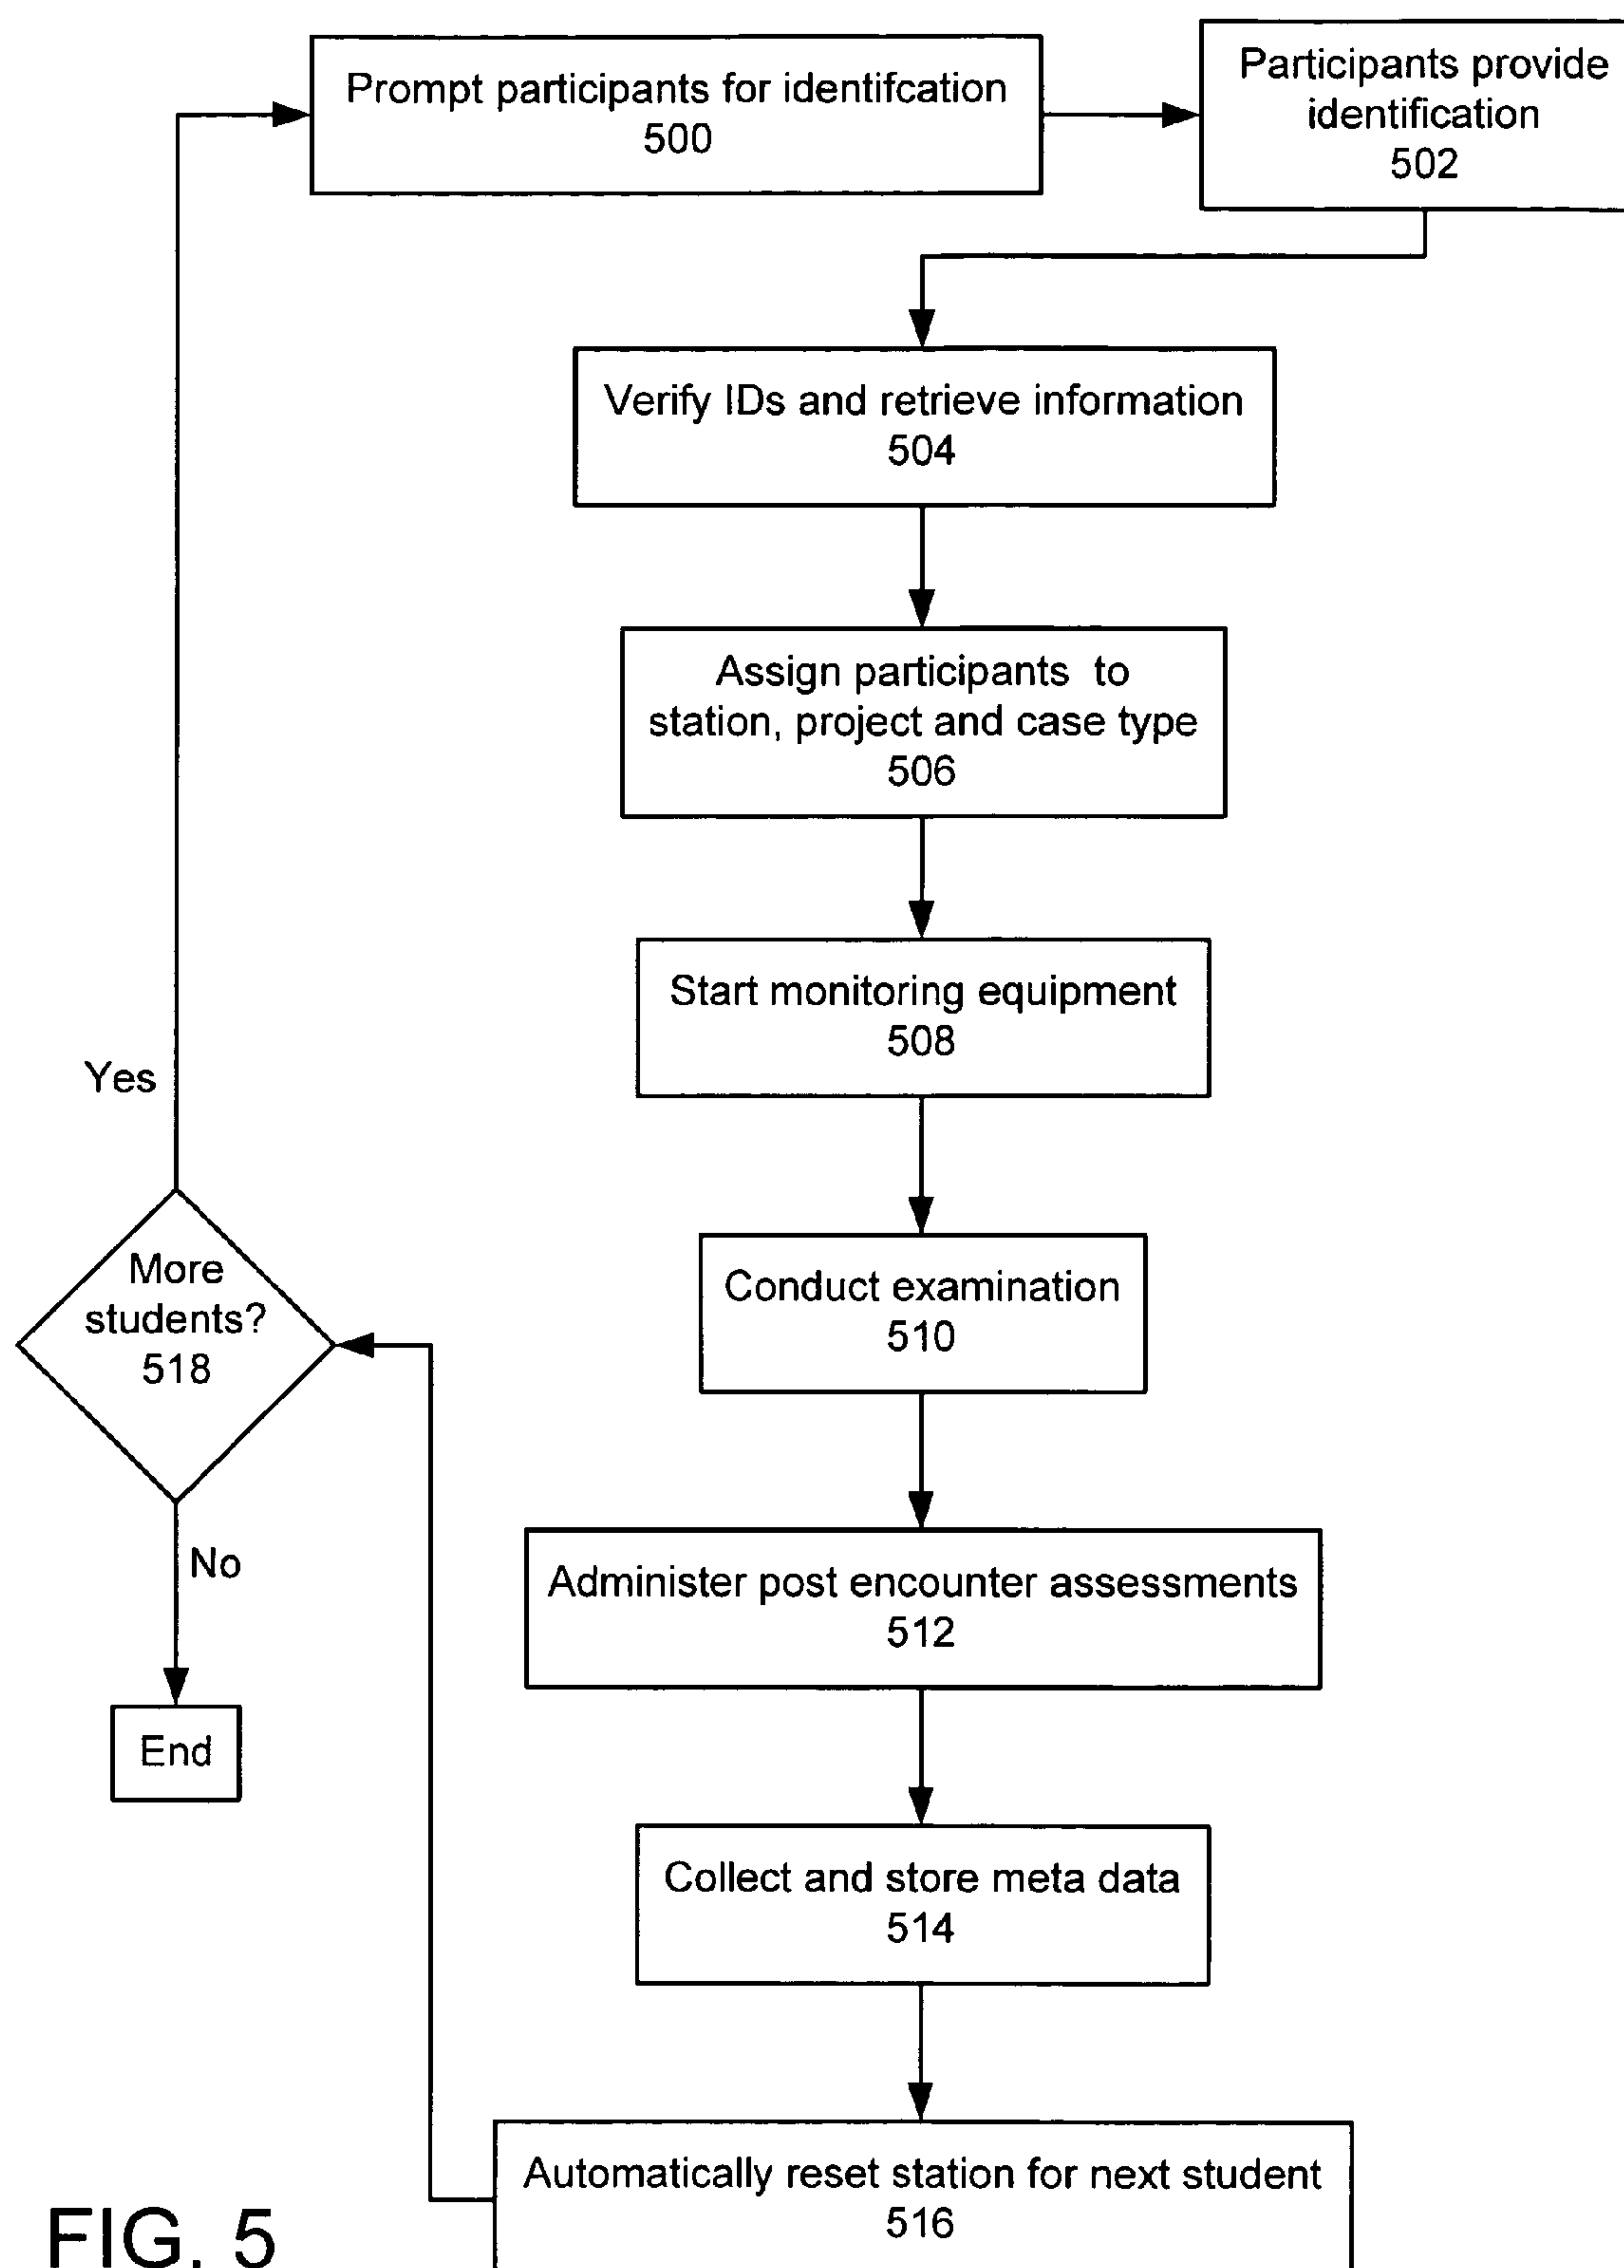 Prompt participants for identifcation
500
Participants provide
identification
502
Verify IDs and retrieve information
504
Assign participants to
station, project and case type
506
Start monitoring equipment
508
Yes
Conduct examination
510
More
students?
518
Administer post encounter assessments
512
No
End
Collect and store meta data
514
Automatically reset station for next student
516
FIG. 5